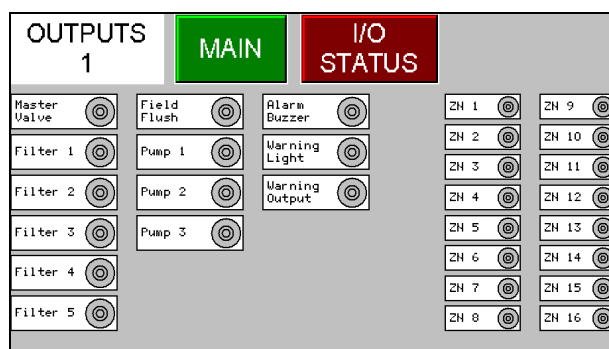 OUTPUTS
1
MAIN
I/O
STATUS
Master
Valve
Filter 1
Filter 2
Filter 3
Filter 4
Filter 5
Field
Flush
Pump 1
Pump 2
Pump 3
Alarm
Buzzer
Warning
Light
Warning
Output
ZN 1
ZN 2
ZN 3
ZN 4
ZN 5
ZN 6
ZN 7
ZN 8
ZN 9
ZN 10
ZN 11
ZN 12
ZN 13
ZN 14
ZN 15
ZN 16